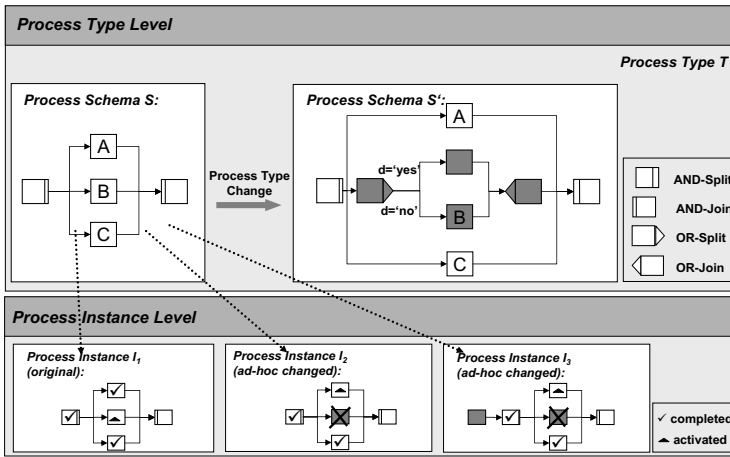 Process Type Level
Process Type T
Process Schema S:
Process Schema S‘:
A
B
C
Process Type
Change
A
d=‘yes’
d=‘no’
B
C
AND-Split
AND-Join
OR-Split
OR-Join
Process Instance Level
Process Instance I1
(original):
Process Instance I2
(ad-hoc changed):
Process Instance I3
(ad-hoc changed):
completed
activated